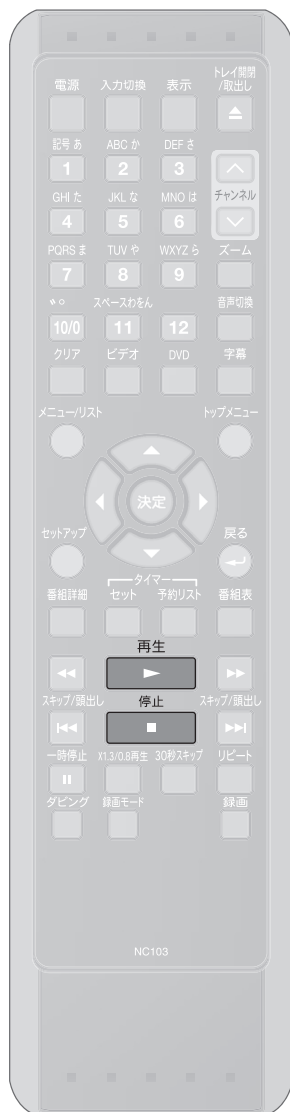 電源 入力切換 表示 トレイ開閉/取出し
記号 あ ABC か DEF さ
1 2 3
GHI た JKL な MNO は チャンネル
4 5 6
PQRS ま TUV や WXYZ ら ズーム
7 8 9
゛゜ スペースわをん 音声切換
10/0 11 12
クリア ビデオ DVD 字幕
メニュー/リスト トップメニュー
決定
セットアップ 戻る
タイマー
番組詳細 セット 予約リスト 番組表
再生
スキップ/頭出し 停止 スキップ/頭出し
一時停止 X1.3/0.8再生 30秒スキップ リピート
ダビング 録画モード 録画
NC103